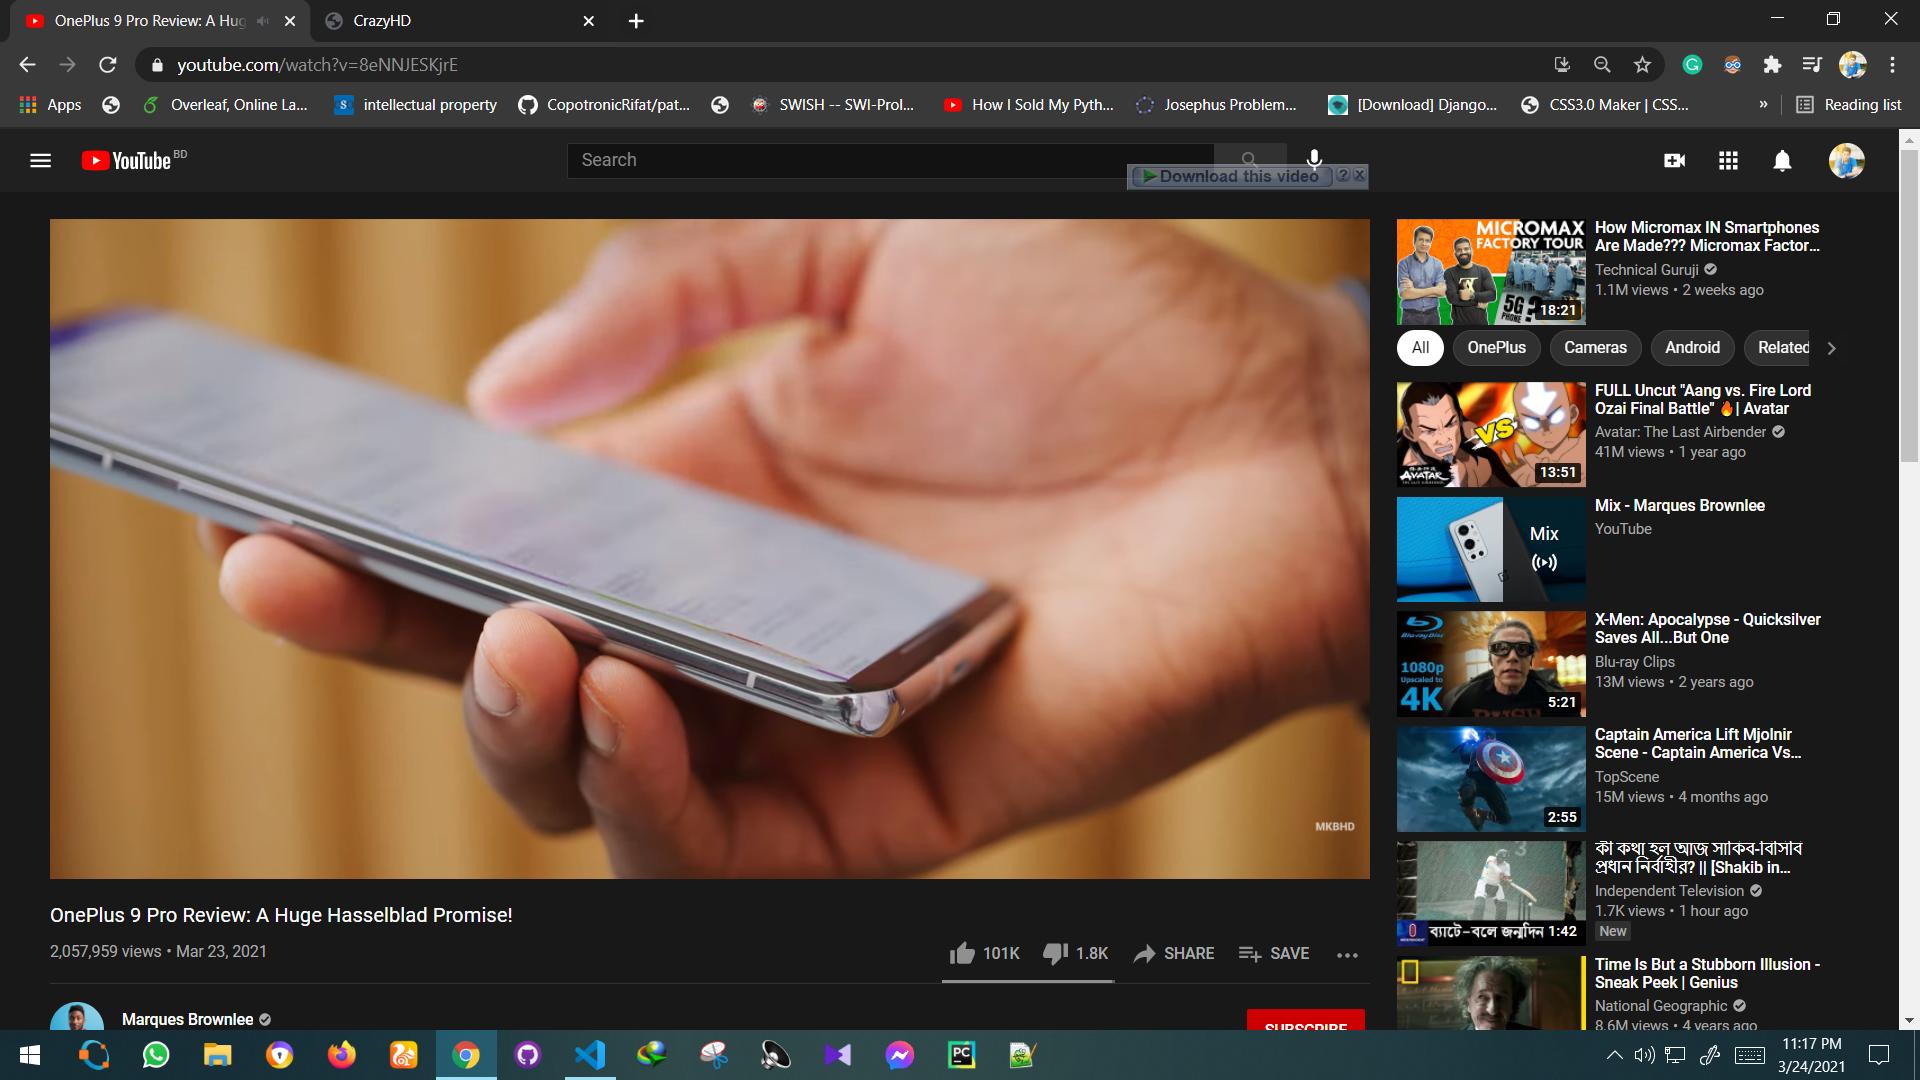 OnePlus 9 Pro Review: A Hug
CrazyHD
youtube.com/watch?v=8eNNJESKjrE
Apps
Overleaf, Online La...
intellectual property
CopotronicRifat/pat...
SWISH -- SWI-Prol...
How I Sold My Pyth...
Josephus Problem...
[Download] Django...
CSS3.0 Maker | CSS...
»
Reading list
YouTube BD
Search
Download this video
MKBHD
OnePlus 9 Pro Review: A Huge Hasselblad Promise!
2,057,959 views • Mar 23, 2021
101K
1.8K
SHARE
SAVE
Marques Brownlee
SUBSCRIBE
MICROMAX
FACTORY TOUR
5G ?
PHONE
18:21
How Micromax IN Smartphones
Are Made??? Micromax Factor...
Technical Guruji
1.1M views • 2 weeks ago
All
OnePlus
Cameras
Android
Related
VS
AVATAR
13:51
FULL Uncut "Aang vs. Fire Lord
Ozai Final Battle" 🔥| Avatar
Avatar: The Last Airbender
41M views • 1 year ago
Mix
Mix - Marques Brownlee
YouTube
Blu-ray Disc
1080p
Upscaled to
4K
RUSH
5:21
X-Men: Apocalypse - Quicksilver
Saves All...But One
Blu-ray Clips
13M views • 2 years ago
2:55
Captain America Lift Mjolnir
Scene - Captain America Vs...
TopScene
15M views • 4 months ago
3
ব্যাটে-বলে জন্মদিন 1:42
কী কথা হল আজ সাকিব-বিসিবি
প্রধান নির্বাহীর? || [Shakib in...
Independent Television
1.7K views • 1 hour ago
New
Time Is But a Stubborn Illusion -
Sneak Peek | Genius
National Geographic
8.6M views • 4 years ago
PC
11:17 PM
3/24/2021